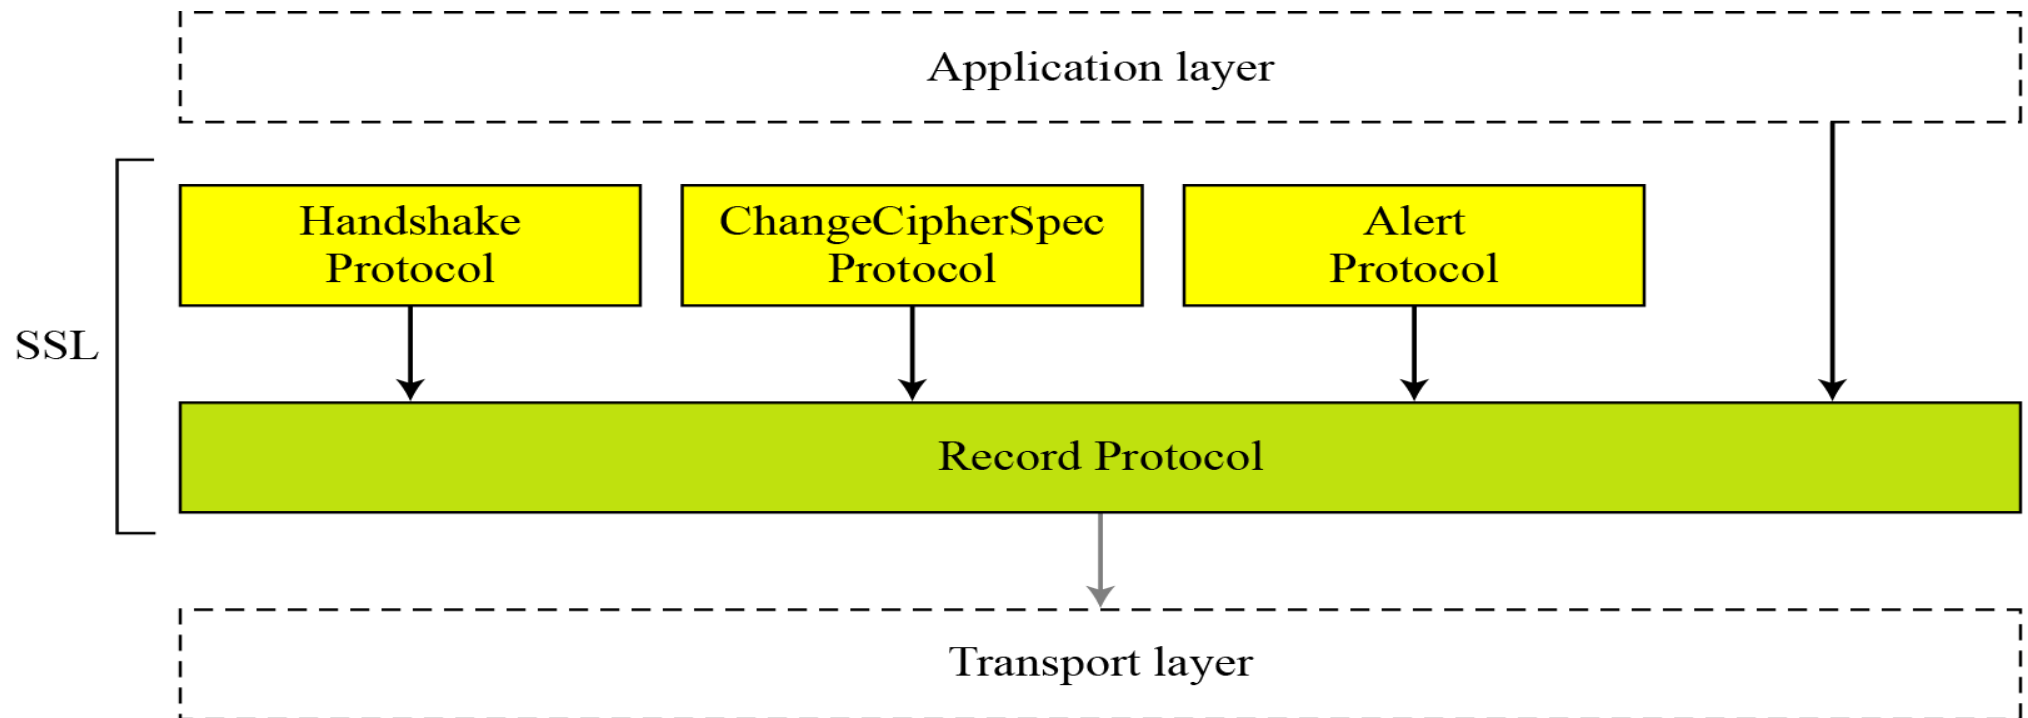 Application layer
Handshake
Protocol
ChangeCipherSpec
Protocol
Alert
Protocol
SSL
Record Protocol
Transport layer